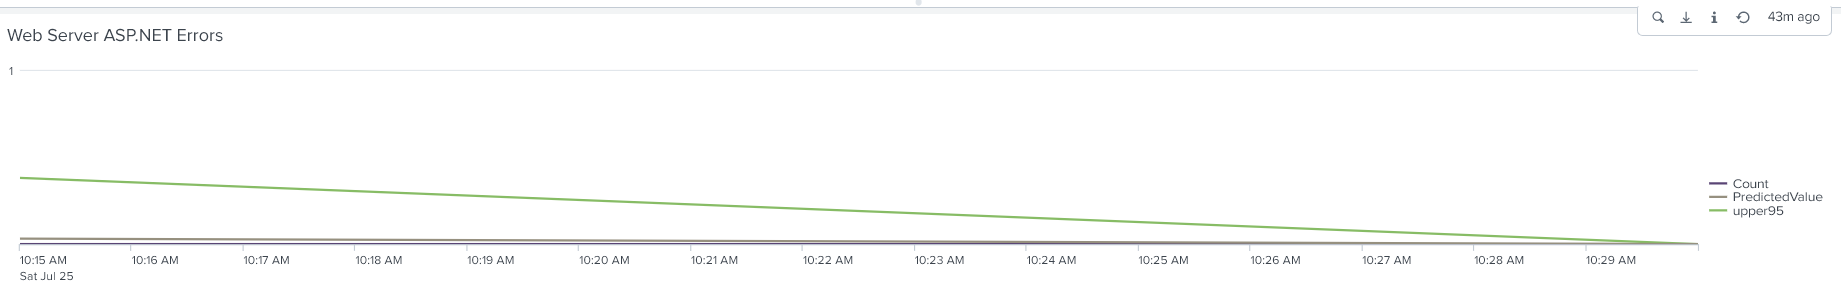 43m ago
Web Server ASP.NET Errors
1
Count
PredictedValue
upper95
10:15 AM 10:16 AM 10:17 AM 10:18 AM 10:19 AM 10:20 AM 10:21 AM 10:22 AM 10:23 AM 10:24 AM 10:25 AM 10:26 AM 10:27 AM 10:28 AM 10:29 AM
Sat Jul 25